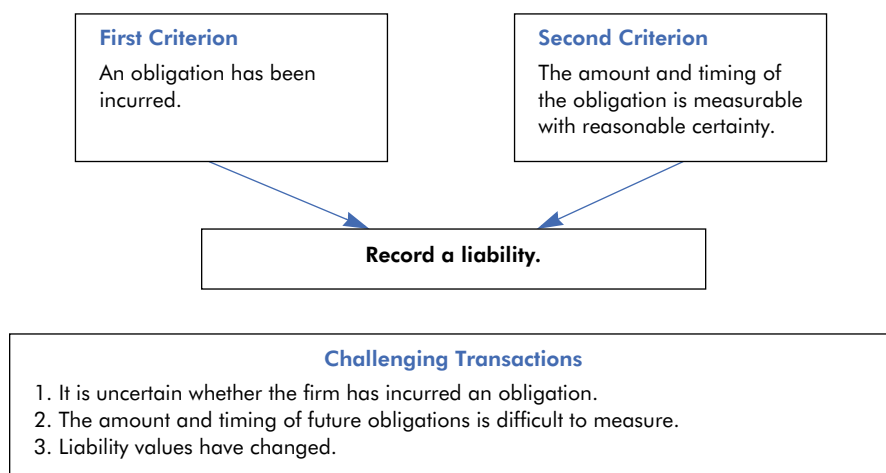 First Criterion
An obligation has been
incurred.
Second Criterion
The amount and timing of
the obligation is measurable
with reasonable certainty.
Record a liability.
Challenging Transactions
1. It is uncertain whether the firm has incurred an obligation.
2. The amount and timing of future obligations is difficult to measure.
3. Liability values have changed.